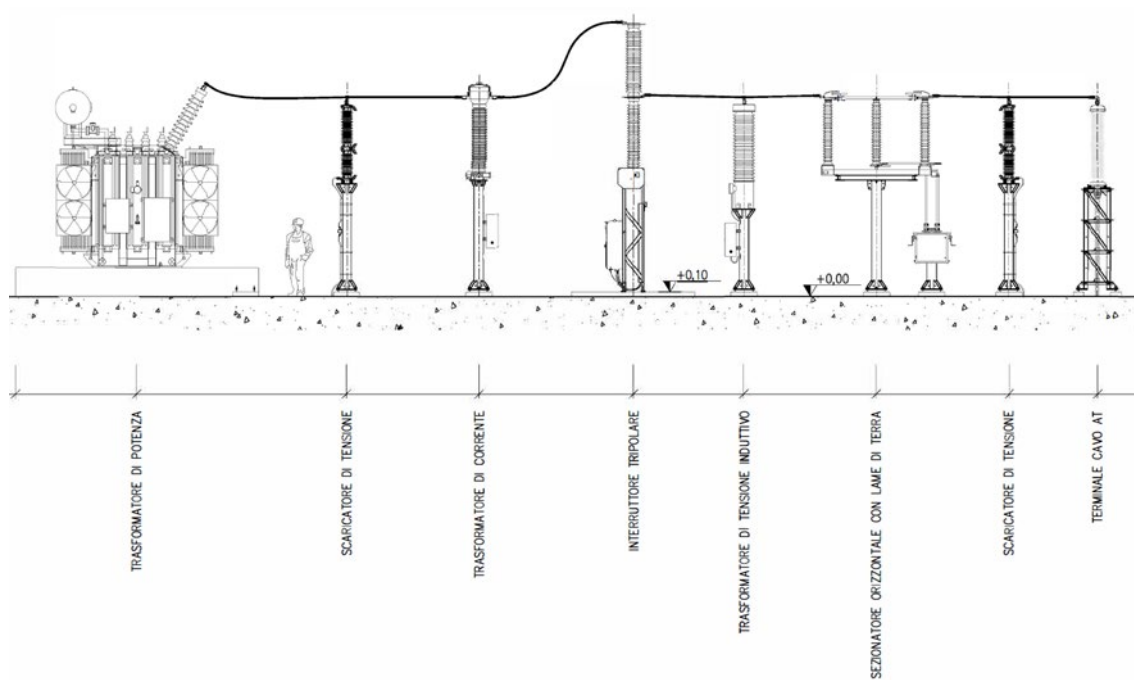 +0,10
+0,00
TRASFORMATORE DI POTENZA
SCARICATORE DI TENSIONE
TRASFORMATORE DI CORRENTE
INTERRUTTORE TRIPOLARE
TRASFORMATORE DI TENSIONE INDUTTIVO
SEZIONATORE ORIZZONTALE CON LAME DI TERRA
SCARICATORE DI TENSIONE
TERMINALE CAVO AT